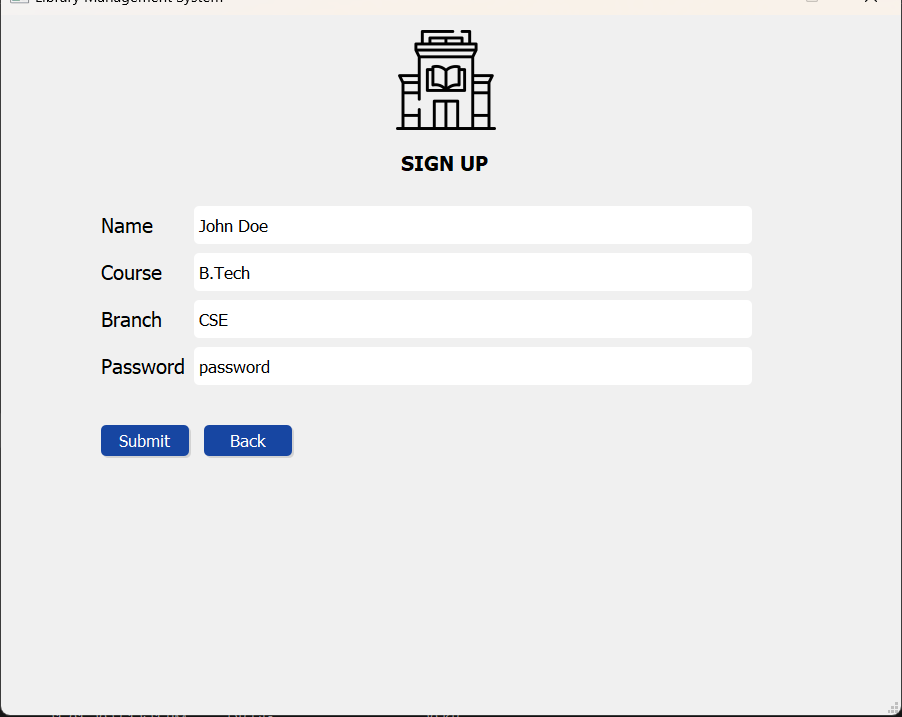 Library Management System
SIGN UP
Name John Doe
Course B.Tech
Branch CSE
Password password
Submit Back